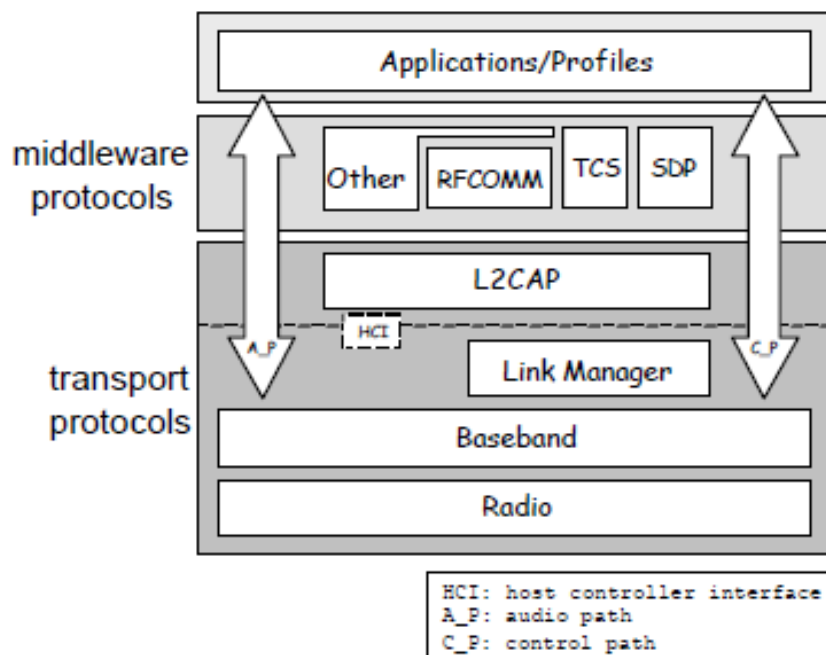 Applications/Profiles
middleware
protocols
Other
RFCOMM
TCS
SDP
L2CAP
HCI
A_P
C_P
transport
protocols
Link Manager
Baseband
Radio
HCI: host controller interface
A_P: audio path
C_P: control path